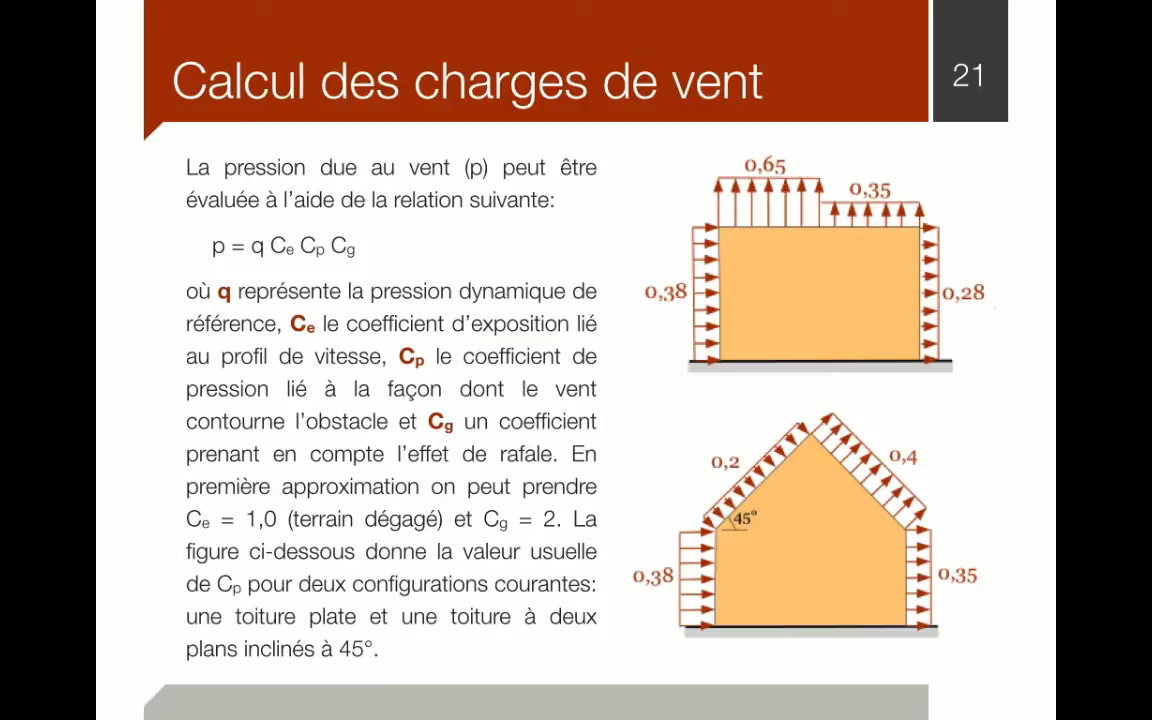 Calcul des charges de vent
21
La pression due au vent (p) peut être
évaluée à l'aide de la relation suivante:
p = q Ce Cp Cg
où q représente la pression dynamique de
référence, Ce le coefficient d'exposition lié
au profil de vitesse, Cp le coefficient de
pression lié à la façon dont le vent
contourne l'obstacle et Cg un coefficient
prenant en compte l'effet de rafale. En
première approximation on peut prendre
Ce = 1,0 (terrain dégagé) et Cg = 2. La
figure ci-dessous donne la valeur usuelle
de Cp pour deux configurations courantes:
une toiture plate et une toiture à deux
plans inclinés à 45°.
0,65
0,35
0,38
0,28
0,2
0,4
45°
0,38
0,35